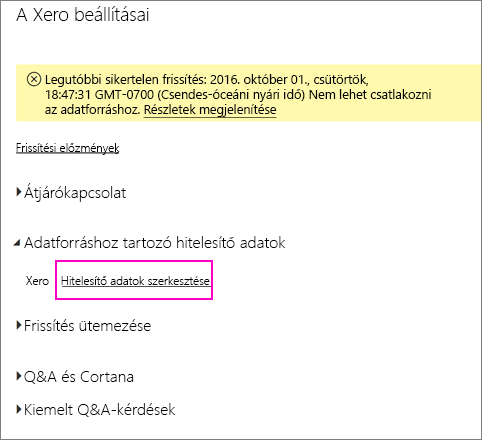 A Xero beállításai
Legutóbbi sikertelen frissítés: 2016. október 01., csütörtök,
18:47:31 GMT-0700 (Csendes-óceáni nyári idő) Nem lehet csatlakozni
az adatforráshoz. Részletek megjelenítése
Frissítési előzmények
Átjárókapcsolat
Adatforráshoz tartozó hitelesítő adatok
Xero Hitelesítő adatok szerkesztése
Frissítés ütemezése
Q&A és Cortana
Kiemelt Q&A-kérdések